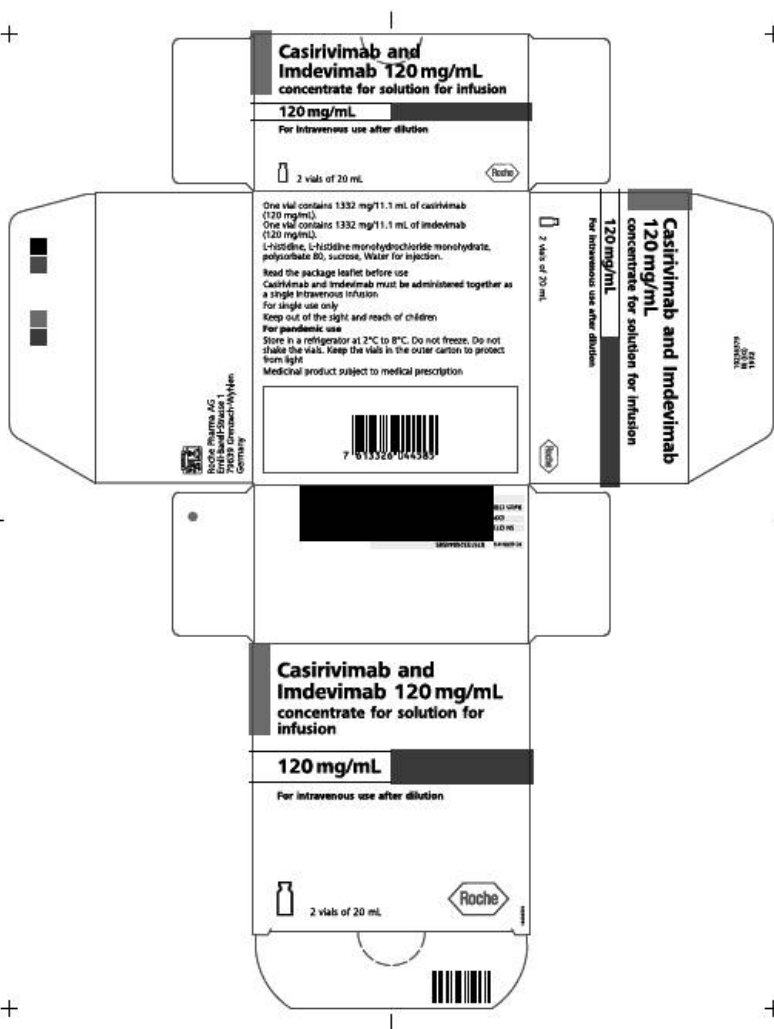 Casirivimab and
Imdevimab 120 mg/mL
concentrate for solution for infusion
120 mg/mL
For intravenous use after dilution
2 vials of 20 mL
Roche
One vial contains 1332 mg/11.1 mL of casirivimab
(120 mg/mL).
One vial contains 1332 mg/11.1 mL of imdevimab
(120 mg/mL).
L-histidine, L-histidine monohydrochloride monohydrate,
polysorbate 80, sucrose, Water for injection.
Read the package leaflet before use
Casirivimab and Imdevimab must be administered together as
a single intravenous infusion
For single use only
Keep out of the sight and reach of children
For pandemic use
Store in a refrigerator at 2°C to 8°C. Do not freeze. Do not
shake the vials. Keep the vials in the outer carton to protect
from light
Medicinal product subject to medical prescription
7 613326 044585
Roche Pharma AG
Emil-Barell-Strasse 1
79639 Grenzach-Wyhlen
Germany
Casirivimab and Imdevimab
120 mg/mL
concentrate for solution for infusion
120 mg/mL
For intravenous use after dilution
2 vials of 20 mL
Roche
Casirivimab and
Imdevimab 120 mg/mL
concentrate for solution for
infusion
120 mg/mL
For intravenous use after dilution
2 vials of 20 mL
Roche